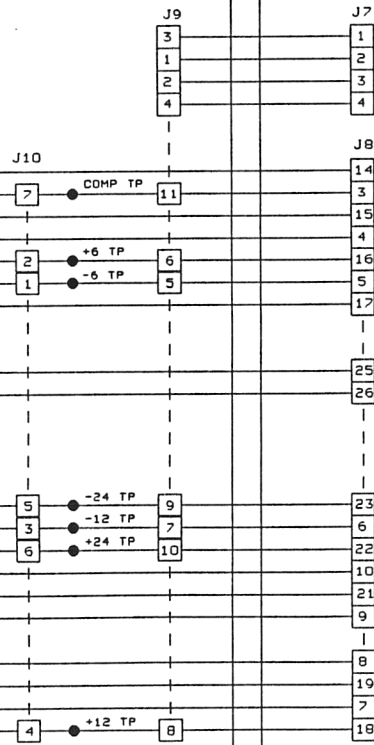 J9 J7
3 1
1 2
2 3
4 4
J10 J8
14
7 COMP TP 11 3
15
4
2 +6 TP 6 16
1 -6 TP 5 5
17
25
26
5 -24 TP 9 23
3 -12 TP 7 6
6 +24 TP 10 22
10
21
9
8
19
7
4 +12 TP 8 18